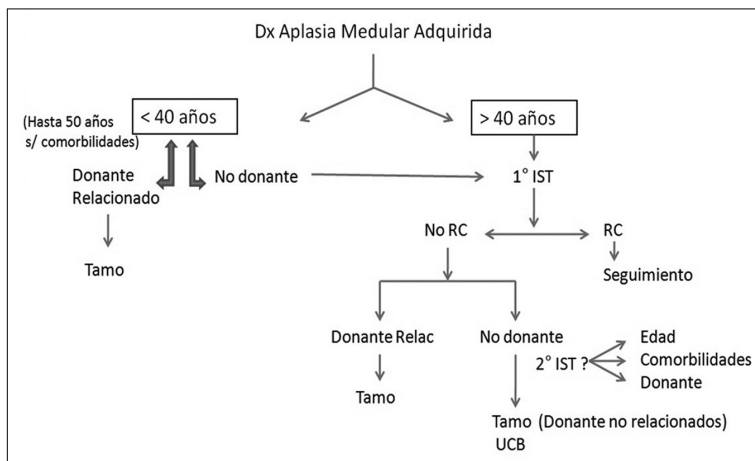 Dx Aplasia Medular Adquirida
(Hasta 50 años
s/ comorbilidades)
< 40 años
> 40 años
Donante
Relacionado
No donante
1° IST
Tamo
No RC
RC
Seguimiento
Donante Relac
No donante
2° IST ?
Edad
Comorbilidades
Donante
Tamo
Tamo (Donante no relacionados)
UCB